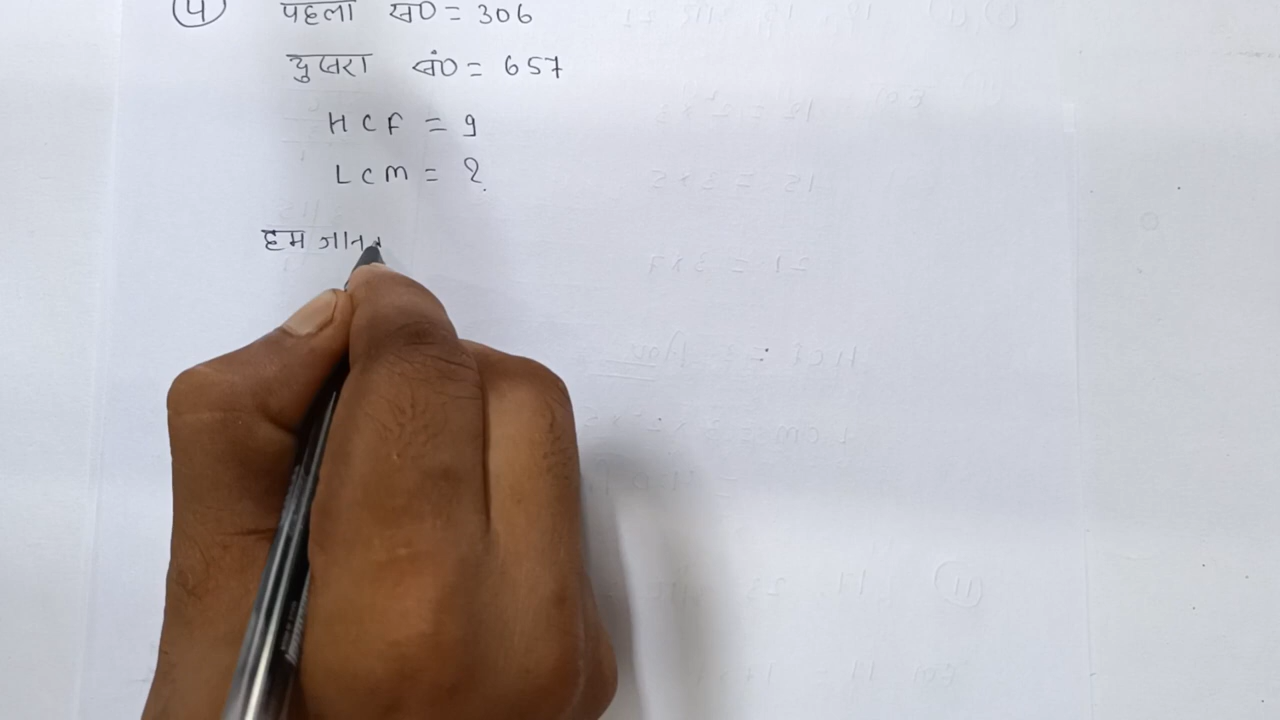 4 पहला सं० = 306
दुसरा सं० = 657
HCF = 9
LCM = ?
हम जान